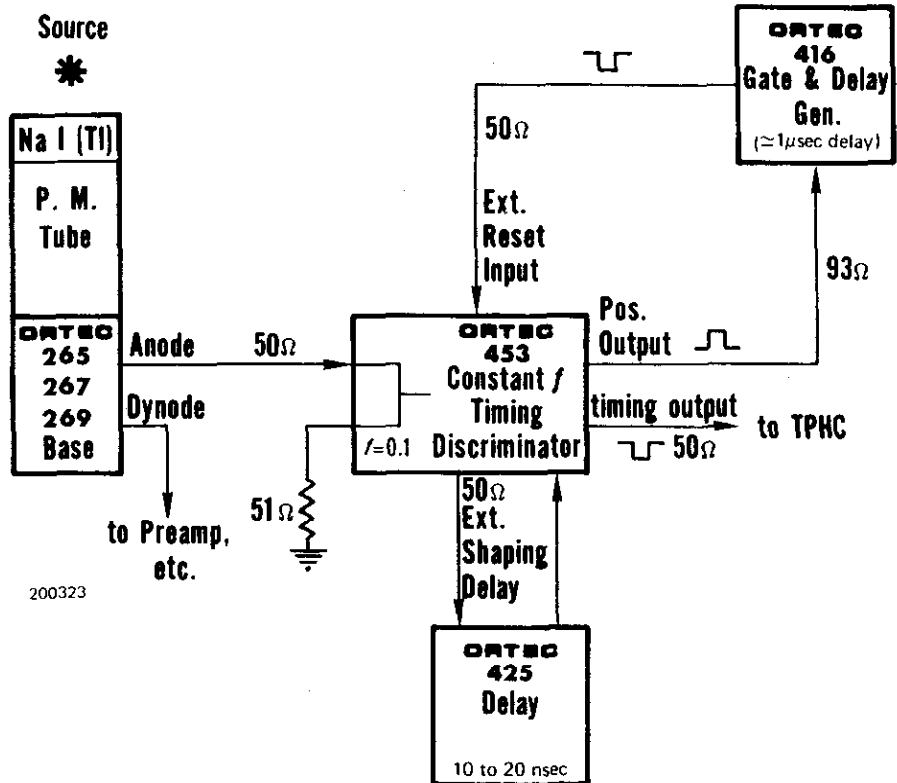 Source
Na I (Tl)
P. M.
Tube
ORTEC
265
267
269
Base
Anode
50Ω
Dynode
to Preamp,
etc.
200323
51Ω
ORTEC
453
Constant f
Timing
Discriminator
f=0.1
50Ω
Ext.
Reset
Input
ORTEC
416
Gate & Delay
Gen.
(≃1μsec delay)
93Ω
Pos.
Output
timing output
50Ω
to TPHC
50Ω
Ext.
Shaping
Delay
ORTEC
425
Delay
10 to 20 nsec